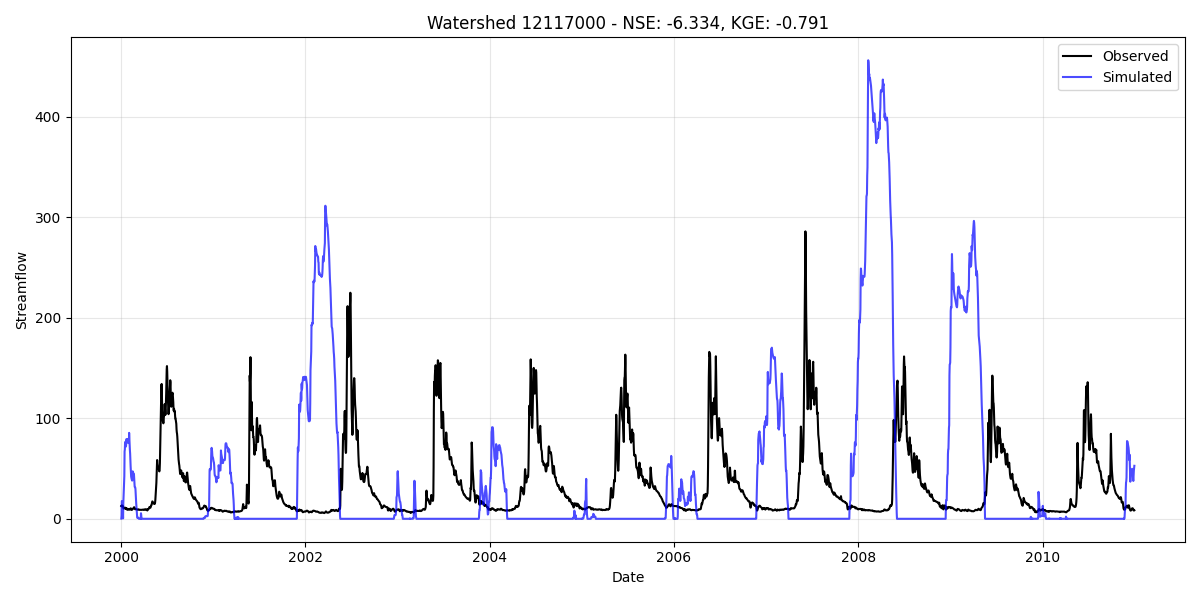 Watershed 12117000 - NSE: -6.334, KGE: -0.791
Observed
Simulated
Streamflow
400
300
200
100
0
2000
2002
2004
2006
2008
2010
Date